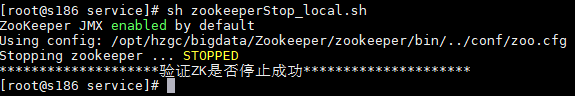 [root@s186 service]# sh zookeeperStop_local.sh
ZooKeeper JMX enabled by default
Using config: /opt/hzgc/bigdata/Zookeeper/zookeeper/bin/../conf/zoo.cfg
Stopping zookeeper ... STOPPED
********************验证ZK是否停止成功*********************
[root@s186 service]#